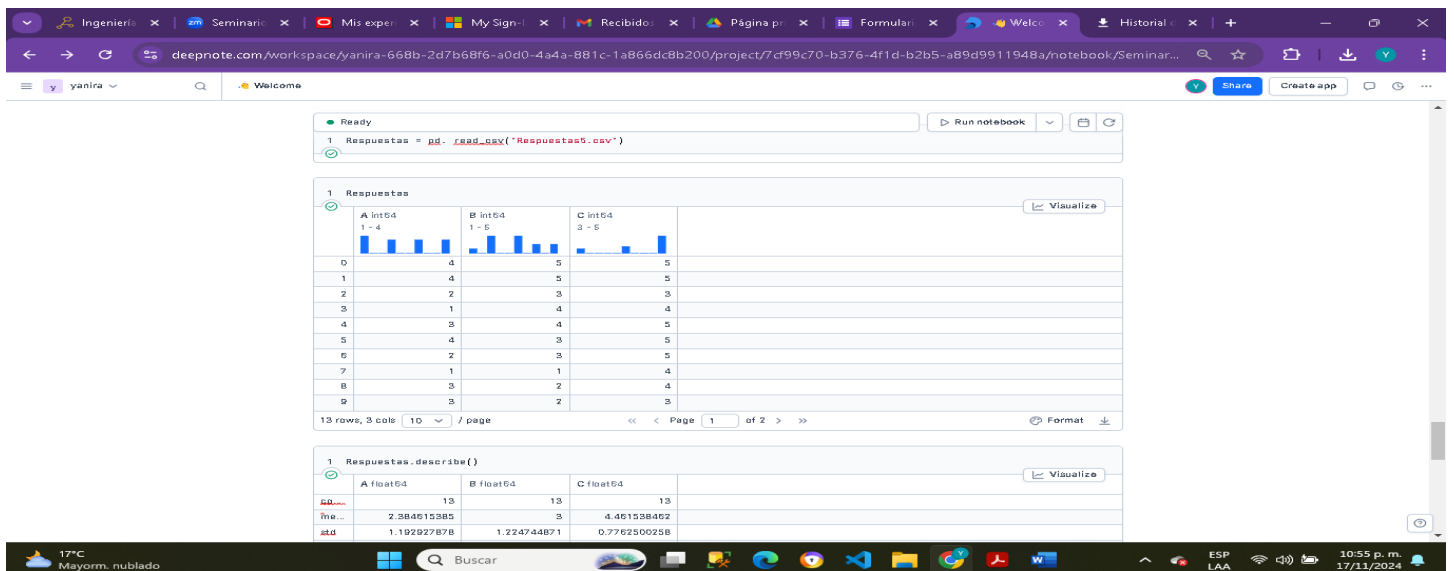 Ingeniería
Seminario
Mis exper
My Sign-I
Recibidos
Página pr
Formulari
Welco
Historial d
deepnote.com/workspace/yanira-668b-2d7b68f6-a0d0-4a4a-881c-1a866dc8b200/project/7cf99c70-b376-4f1d-b2b5-a89d9911948a/notebook/Seminar...
Y
y yanira
Welcome
Y Share Create app
Ready
Run notebook
1 Respuestas = pd. read_csv("Respuestas5.csv")
1 Respuestas
Visualize
A int64 B int64 C int64
1 - 4 1 - 5 3 - 5
0 4 5 5
1 4 5 5
2 2 3 3
3 1 4 4
4 3 4 5
5 4 3 5
6 2 3 5
7 1 1 4
8 3 2 4
9 3 2 3
13 rows, 3 cols 10 / page << < Page 1 of 2 > >> Format
1 Respuestas.describe()
Visualize
A float64 B float64 C float64
co... 13 13 13
me... 2.384615385 3 4.461538462
std 1.192927878 1.224744871 0.7762500258
17°C
Mayorm. nublado
Buscar
ESP
LAA
10:55 p. m.
17/11/2024